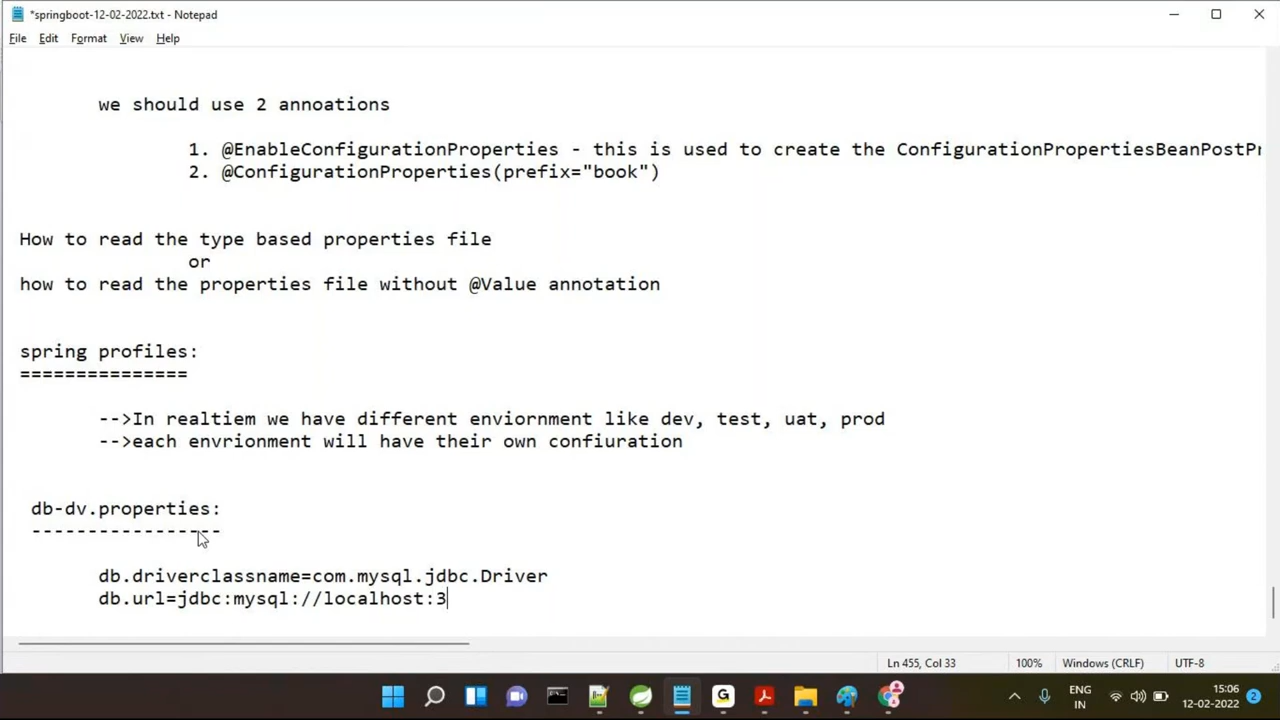 *springboot-12-02-2022.txt - Notepad
File Edit Format View Help
we should use 2 annoations
1. @EnableConfigurationProperties - this is used to create the ConfigurationPropertiesBeanPostPr
2. @ConfigurationProperties(prefix="book")
How to read the type based properties file
or
how to read the properties file without @Value annotation
spring profiles:
===============
-->In realtiem we have different enviornment like dev, test, uat, prod
-->each envrionment will have their own confiuration
db-dv.properties:
-----------------
db.driverclassname=com.mysql.jdbc.Driver
db.url=jdbc:mysql://localhost:3
Ln 455, Col 33 100% Windows (CRLF) UTF-8
ENG
IN
15:06
12-02-2022
2